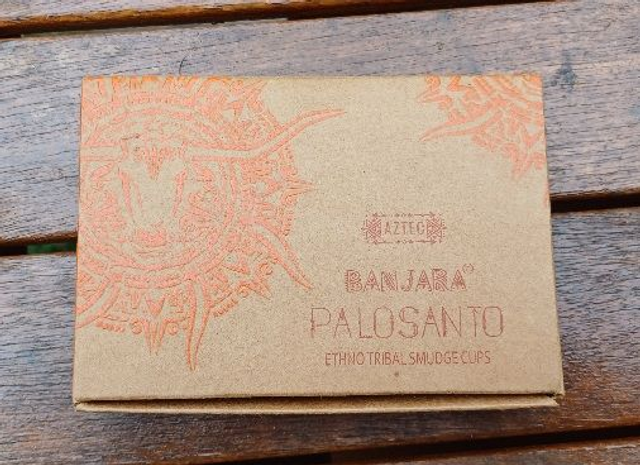 AZTEC
BANJARA®
PALOSANTO
ETHNO TRIBAL SMUDGE CUPS